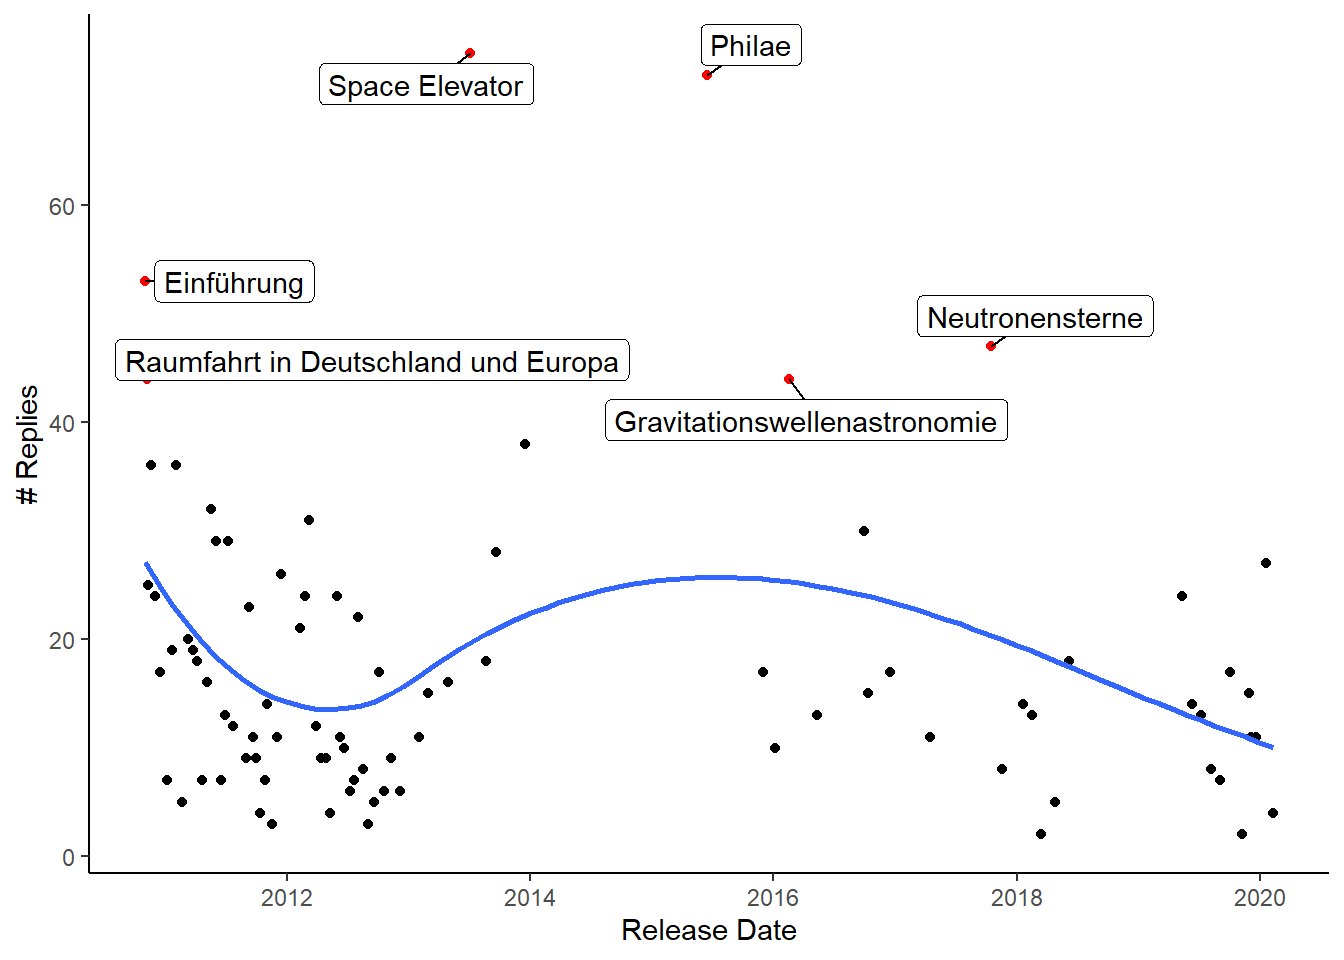 Philae
Space Elevator
60
Einführung
Neutronensterne
Raumfahrt in Deutschland und Europa
Gravitationswellenastronomie
40
# Replies
20
0
2012
2014
2016
2018
2020
Release Date